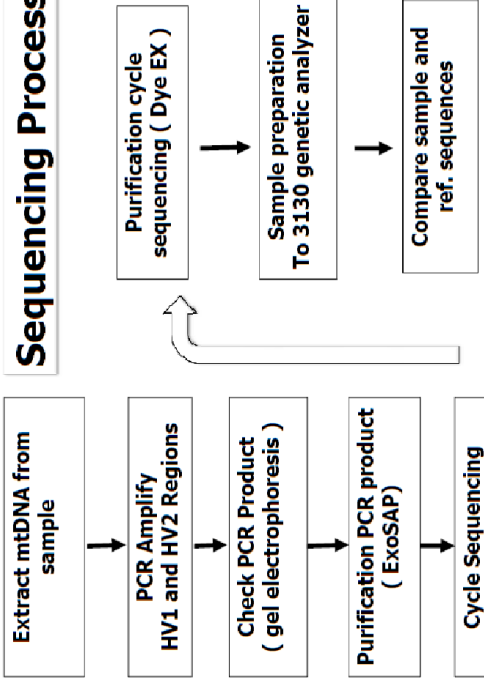 Sequencing Process
Extract mtDNA from
sample
PCR Amplify
HV1 and HV2 Regions
Check PCR Product
( gel electrophoresis )
Purification PCR product
( ExoSAP)
Cycle Sequencing
Purification cycle
sequencing ( Dye EX )
Sample preparation
To 3130 genetic analyzer
Compare sample and
ref. sequences